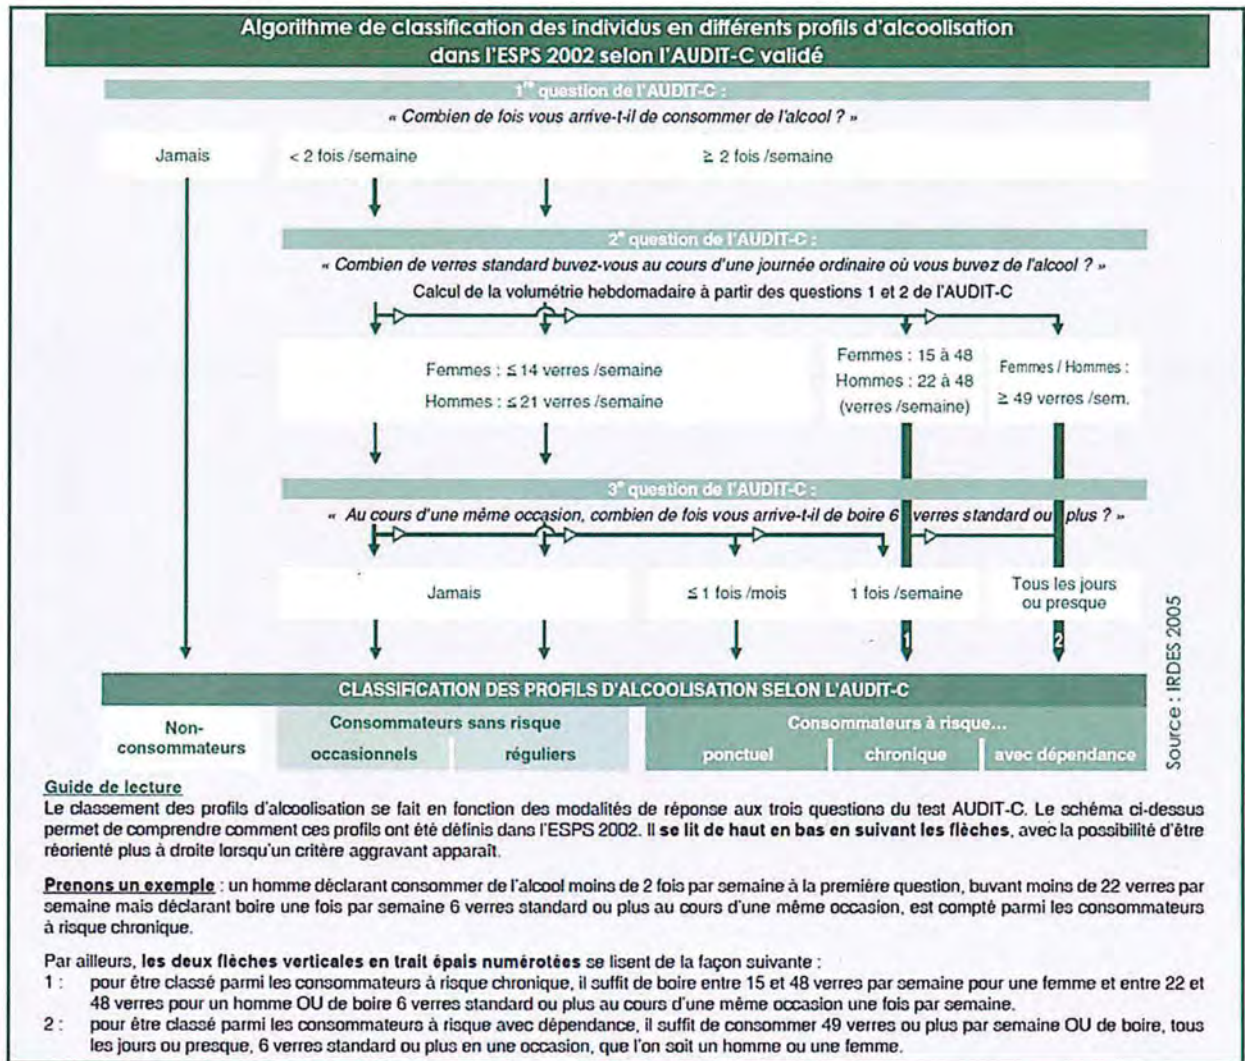 Algorithme de classification des individus en différents profils d'alcoolisation
dans l'ESPS 2002 selon l'AUDIT-C validé
1re question de l'AUDIT-C :
« Combien de fois vous arrive-t-il de consommer de l'alcool ? »
Jamais
< 2 fois /semaine
≥ 2 fois /semaine
2e question de l'AUDIT-C :
« Combien de verres standard buvez-vous au cours d'une journée ordinaire où vous buvez de l'alcool ? »
Calcul de la volumétrie hebdomadaire à partir des questions 1 et 2 de l'AUDIT-C
Femmes : ≤ 14 verres /semaine
Hommes : ≤ 21 verres /semaine
Femmes : 15 à 48
Hommes : 22 à 48
(verres /semaine)
Femmes / Hommes :
≥ 49 verres /sem.
3e question de l'AUDIT-C :
« Au cours d'une même occasion, combien de fois vous arrive-t-il de boire 6 verres standard ou plus ? »
Jamais
≤ 1 fois /mois
1 fois /semaine
Tous les jours
ou presque
1
2
CLASSIFICATION DES PROFILS D'ALCOOLISATION SELON L'AUDIT-C
Non-
consommateurs
Consommateurs sans risque
occasionnels
réguliers
Consommateurs à risque...
ponctuel
chronique
avec dépendance
Source : IRDES 2005
Guide de lecture
Le classement des profils d'alcoolisation se fait en fonction des modalités de réponse aux trois questions du test AUDIT-C. Le schéma ci-dessus
permet de comprendre comment ces profils ont été définis dans l'ESPS 2002. Il se lit de haut en bas en suivant les flèches, avec la possibilité d'être
réorienté plus à droite lorsqu'un critère aggravant apparaît.
Prenons un exemple : un homme déclarant consommer de l'alcool moins de 2 fois par semaine à la première question, buvant moins de 22 verres par
semaine mais déclarant boire une fois par semaine 6 verres standard ou plus au cours d'une même occasion, est compté parmi les consommateurs
à risque chronique.
Par ailleurs, les deux flèches verticales en trait épais numérotées se lisent de la façon suivante :
1 : pour être classé parmi les consommateurs à risque chronique, il suffit de boire entre 15 et 48 verres par semaine pour une femme et entre 22 et
48 verres pour un homme OU de boire 6 verres standard ou plus au cours d'une même occasion une fois par semaine.
2 : pour être classé parmi les consommateurs à risque avec dépendance, il suffit de consommer 49 verres ou plus par semaine OU de boire, tous
les jours ou presque, 6 verres standard ou plus en une occasion, que l'on soit un homme ou une femme.